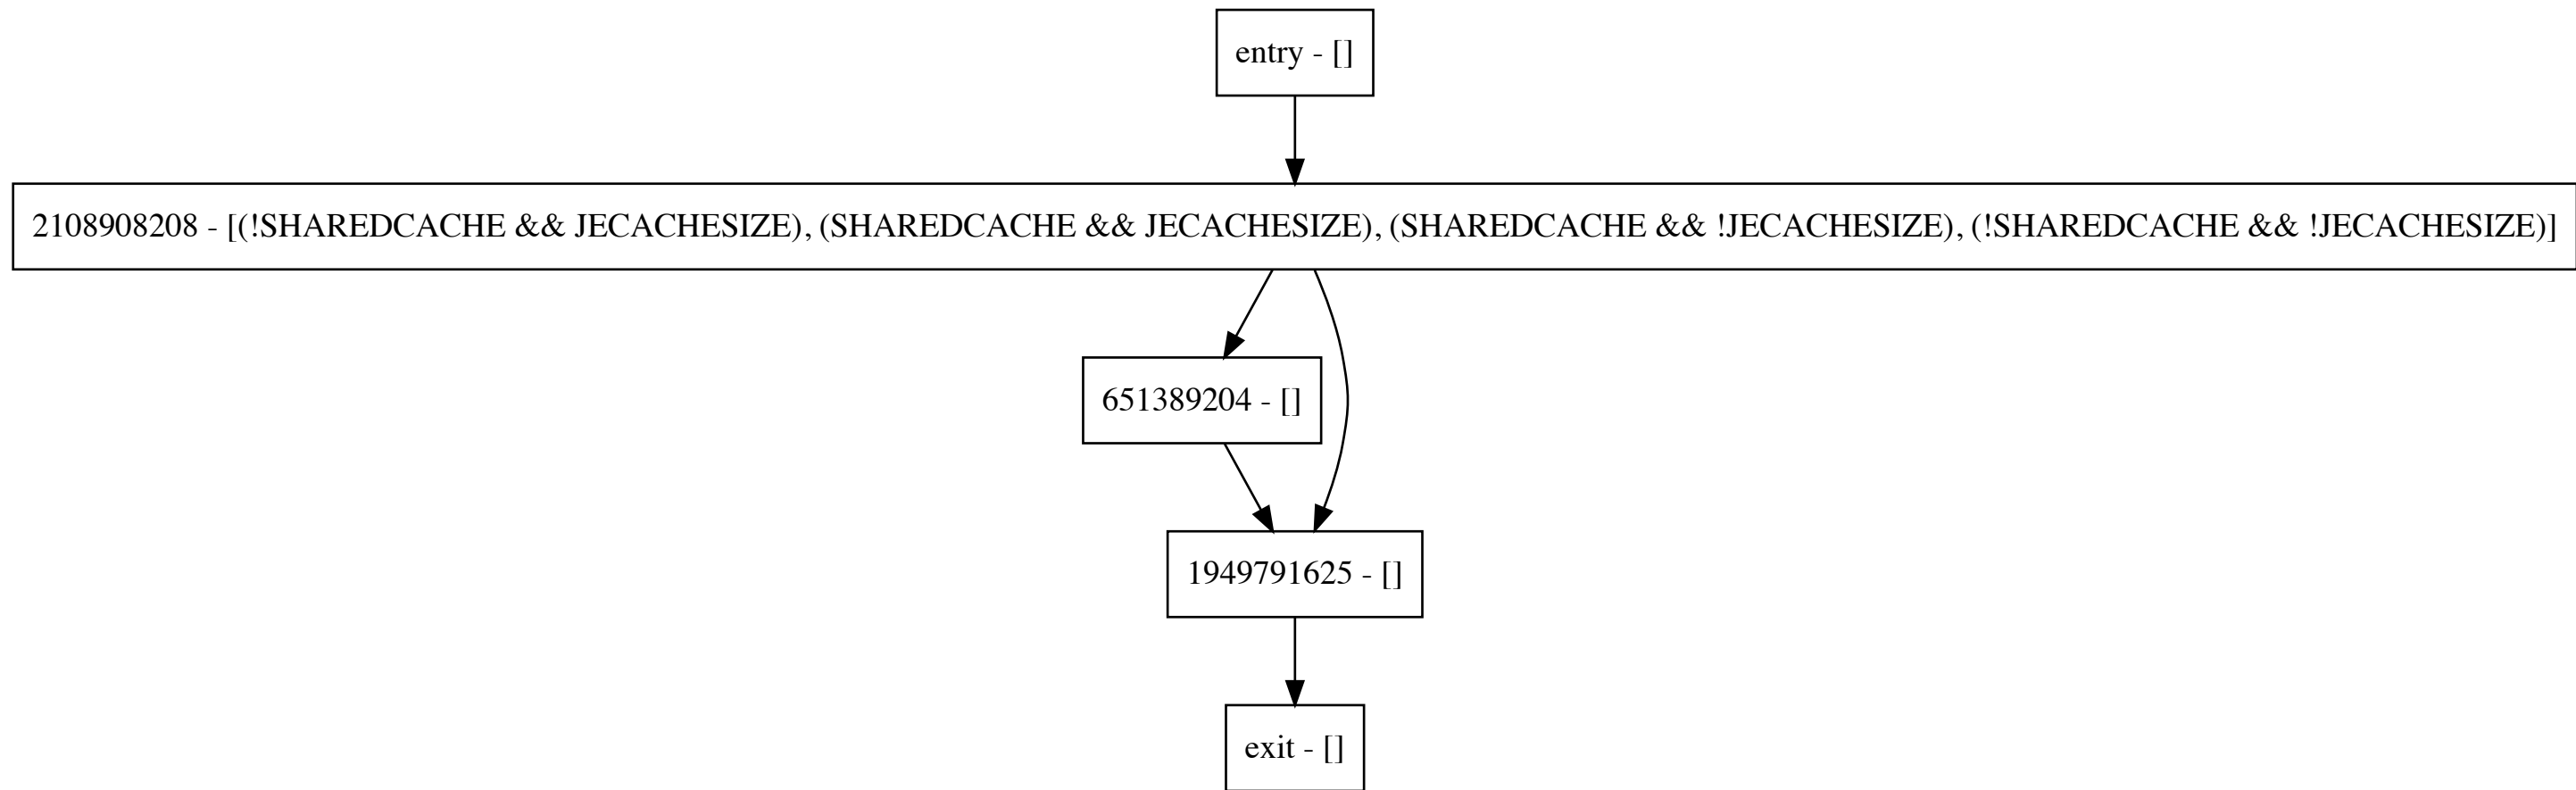 entry - []
2108908208 - [(!SHAREDCACHE && JECACHESIZE), (SHAREDCACHE && JECACHESIZE), (SHAREDCACHE && !JECACHESIZE), (!SHAREDCACHE && !JECACHESIZE)]
651389204 - []
1949791625 - []
exit - []